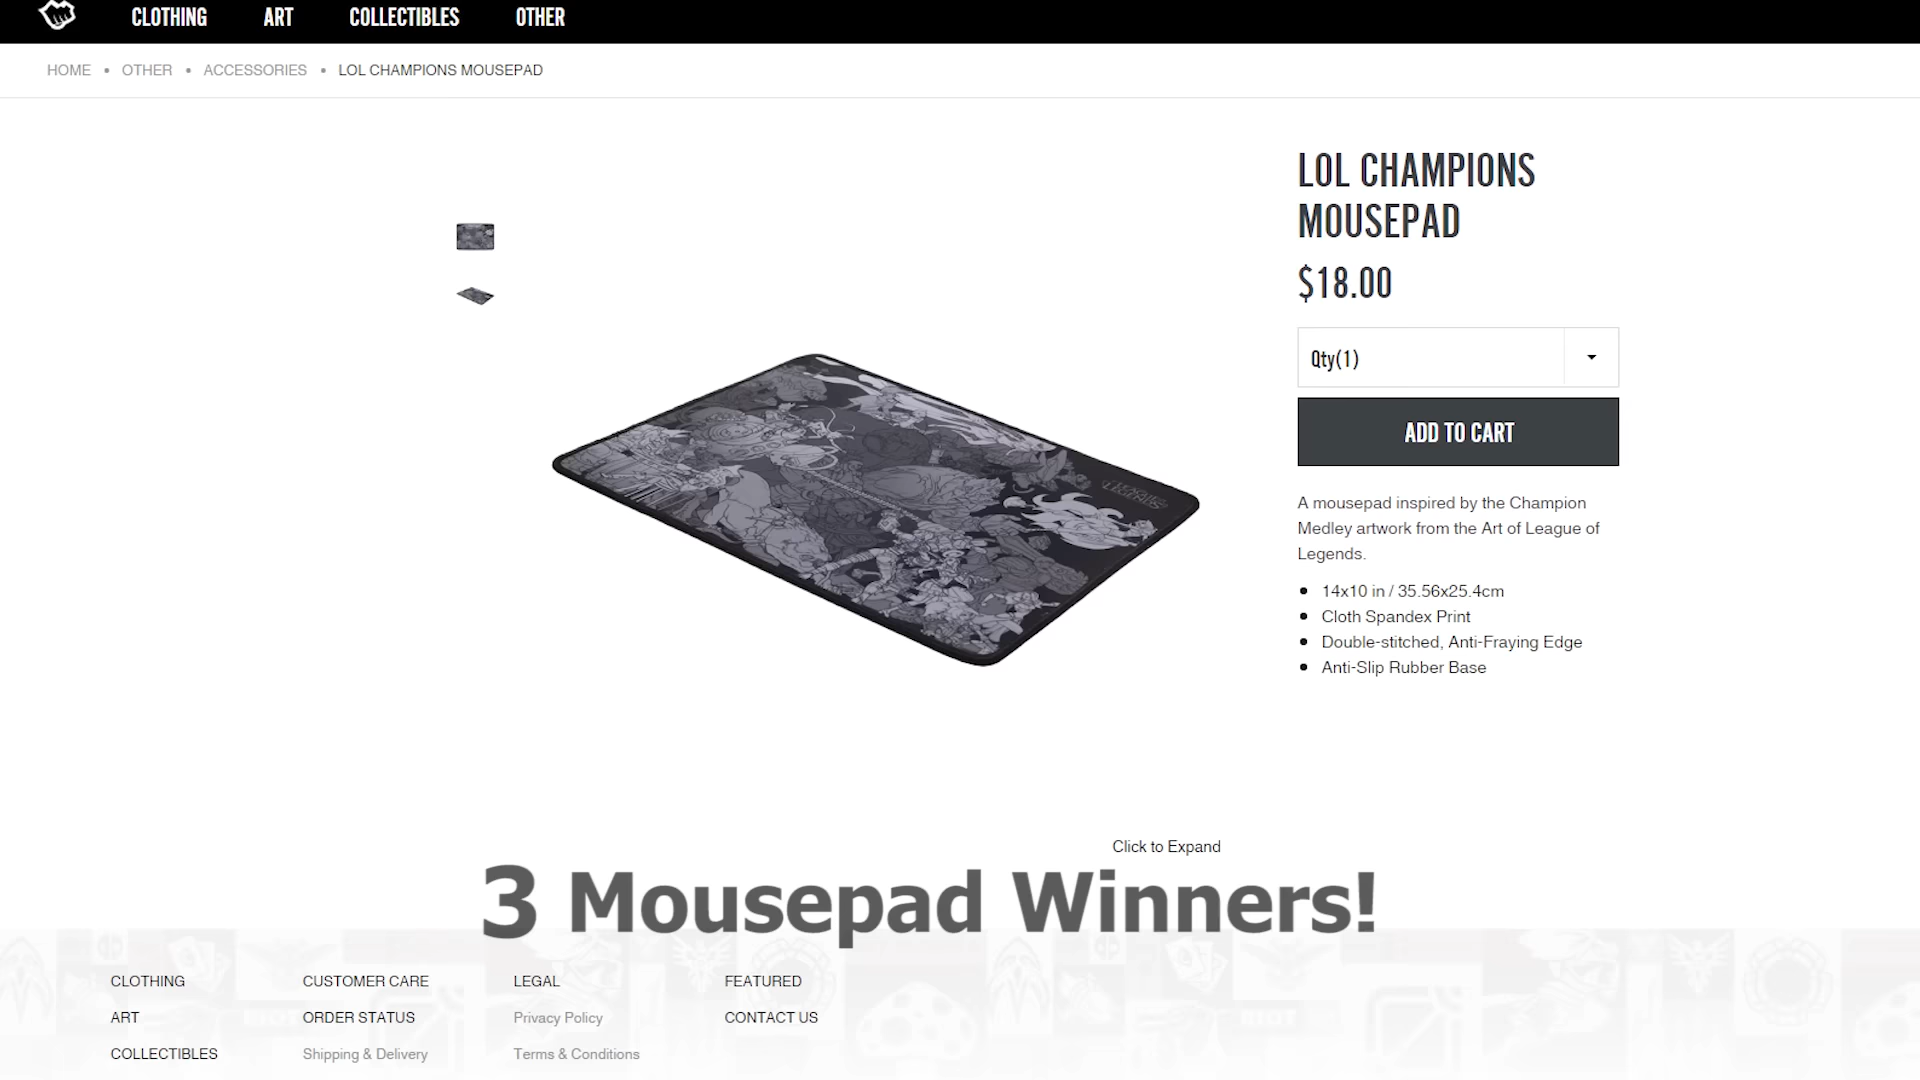 CLOTHING ART COLLECTIBLES OTHER
HOME • OTHER • ACCESSORIES • LOL CHAMPIONS MOUSEPAD
LOL CHAMPIONS
MOUSEPAD
$18.00
Qty(1)
ADD TO CART
A mousepad inspired by the Champion
Medley artwork from the Art of League of
Legends.
14x10 in / 35.56x25.4cm
Cloth Spandex Print
Double-stitched, Anti-Fraying Edge
Anti-Slip Rubber Base
LEAGUE
LEGENDS
Click to Expand
3 Mousepad Winners!
CLOTHING CUSTOMER CARE LEGAL FEATURED
ART ORDER STATUS Privacy Policy CONTACT US
COLLECTIBLES Shipping & Delivery Terms & Conditions